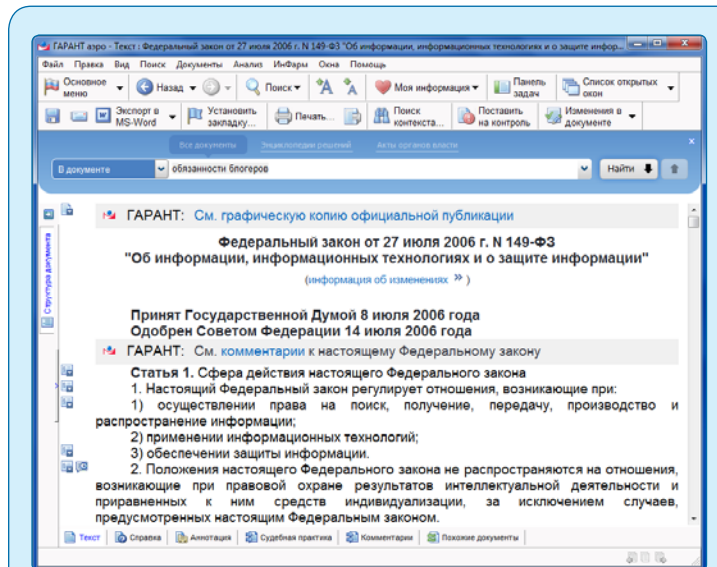 ГАРАНТ аэро - Текст : Федеральный закон от 27 июля 2006 г. N 149-ФЗ "Об информации, информационных технологиях и о защите инфор...
Файл Правка Вид Поиск Документы Анализ ИнФарм Окна Помощь
Основное меню Назад Поиск Моя информация Панель задач Список открытых окон
Экспорт в MS-Word Установить закладку... Печать... Поиск контекста... Поставить на контроль Изменения в документе
Все документы Энциклопедия решений Акты органов власти
В документе обязанности блогеров Найти
Структура документа
ГАРАНТ: См. графическую копию официальной публикации
Федеральный закон от 27 июля 2006 г. N 149-ФЗ
"Об информации, информационных технологиях и о защите информации"
(информация об изменениях » )
Принят Государственной Думой 8 июля 2006 года
Одобрен Советом Федерации 14 июля 2006 года
ГАРАНТ: См. комментарии к настоящему Федеральному закону
Статья 1. Сфера действия настоящего Федерального закона
1. Настоящий Федеральный закон регулирует отношения, возникающие при:
1) осуществлении права на поиск, получение, передачу, производство и
распространение информации;
2) применении информационных технологий;
3) обеспечении защиты информации.
2. Положения настоящего Федерального закона не распространяются на отношения,
возникающие при правовой охране результатов интеллектуальной деятельности и
приравненных к ним средств индивидуализации, за исключением случаев,
предусмотренных настоящим Федеральным законом.
Текст Справка Аннотация Судебная практика Комментарии Похожие документы